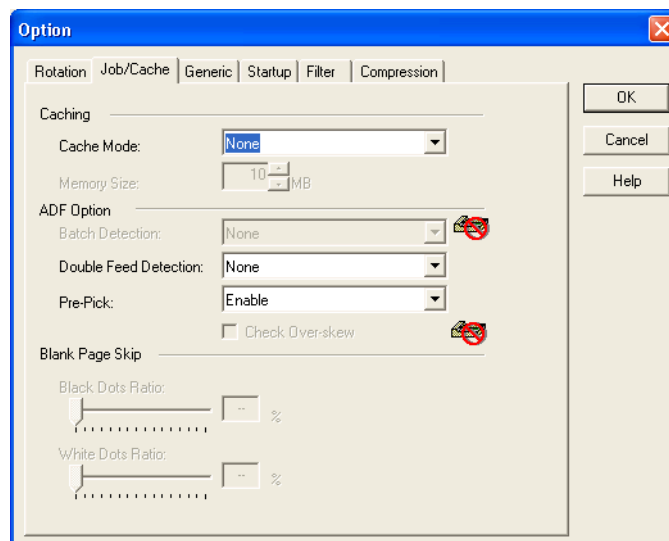 Option
Rotation Job/Cache Generic Startup Filter Compression
OK
Caching
Cache Mode: None
Cancel
Memory Size: 10 MB
Help
ADF Option
Batch Detection: None
Double Feed Detection: None
Pre-Pick: Enable
Check Over-skew
Blank Page Skip
Black Dots Ratio:
-- %
White Dots Ratio:
-- %